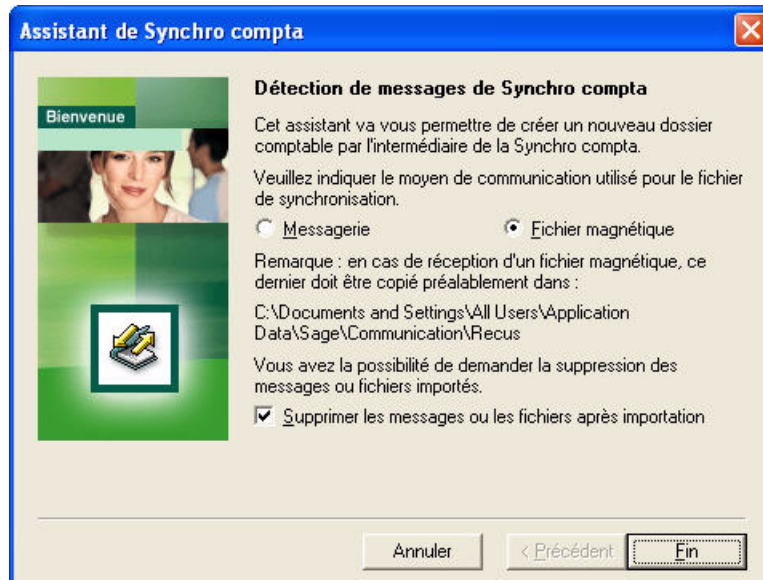 Assistant de Synchro compta
Bienvenue
Détection de messages de Synchro compta
Cet assistant va vous permettre de créer un nouveau dossier
comptable par l'intermédiaire de la Synchro compta.
Veuillez indiquer le moyen de communication utilisé pour le fichier
de synchronisation.
Messagerie
Fichier magnétique
Remarque : en cas de réception d'un fichier magnétique, ce
dernier doit être copié préalablement dans :
C:\Documents and Settings\All Users\Application
Data\Sage\Communication\Recus
Vous avez la possibilité de demander la suppression des
messages ou fichiers importés.
Supprimer les messages ou les fichiers après importation
Annuler
< Précédent
Fin